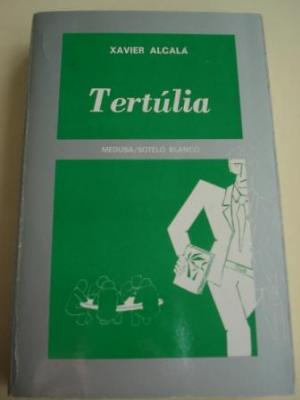 XAVIER ALCALÁ
Tertúlia
MEDUSA/SOTELO BLANCO